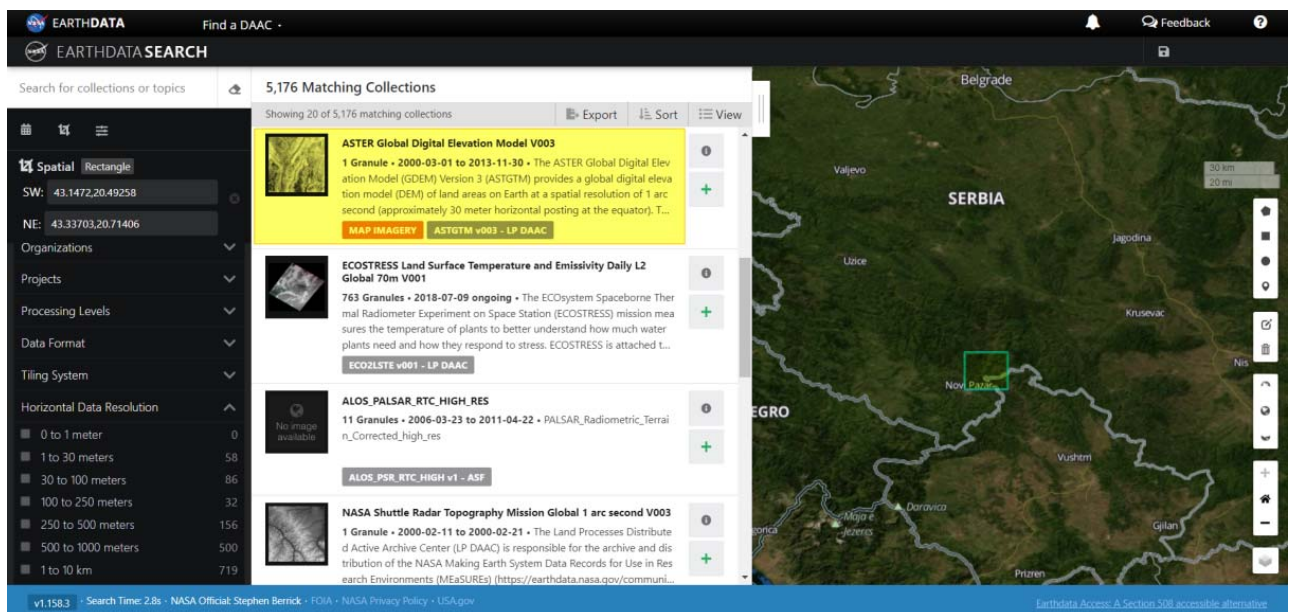 EARTHDATA
Find a DAAC
Feedback
EARTHDATA SEARCH
Search for collections or topics
5,176 Matching Collections
Showing 20 of 5,176 matching collections
Export
Sort
View
Spatial Rectangle
SW: 43.1472,20.49258
NE: 43.33703,20.71406
Organizations
Projects
Processing Levels
Data Format
Tiling System
Horizontal Data Resolution
0 to 1 meter 0
1 to 30 meters 58
30 to 100 meters 86
100 to 250 meters 32
250 to 500 meters 156
500 to 1000 meters 500
1 to 10 km 719
ASTER Global Digital Elevation Model V003
1 Granule • 2000-03-01 to 2013-11-30 • The ASTER Global Digital Elev
ation Model (GDEM) Version 3 (ASTGTM) provides a global digital eleva
tion model (DEM) of land areas on Earth at a spatial resolution of 1 arc
second (approximately 30 meter horizontal posting at the equator). T...
MAP IMAGERY ASTGTM v003 - LP DAAC
ECOSTRESS Land Surface Temperature and Emissivity Daily L2
Global 70m V001
763 Granules • 2018-07-09 ongoing • The ECOsystem Spaceborne Ther
mal Radiometer Experiment on Space Station (ECOSTRESS) mission mea
sures the temperature of plants to better understand how much water
plants need and how they respond to stress. ECOSTRESS is attached t...
ECO2LSTE v001 - LP DAAC
No image
available
ALOS_PALSAR_RTC_HIGH_RES
11 Granules • 2006-03-23 to 2011-04-22 • PALSAR_Radiometric_Terrai
n_Corrected_high_res
ALOS_PSR_RTC_HIGH v1 - ASF
NASA Shuttle Radar Topography Mission Global 1 arc second V003
1 Granule • 2000-02-11 to 2000-02-21 • The Land Processes Distribute
d Active Archive Center (LP DAAC) is responsible for the archive and dis
tribution of the NASA Making Earth System Data Records for Use in Res
earch Environments (MEaSUREs) (https://earthdata.nasa.gov/communi...
Belgrade
Valjevo
30 km
20 mi
SERBIA
Jagodina
Uzice
Krusevac
Nis
Novi Pazar
EGRO
Vushtrri
Maja e
Jezerces
Daravica
gorica
Gjilan
Prizren
v1.158.3 • Search Time: 2.8s • NASA Official: Stephen Berrick • FOIA • NASA Privacy Policy • USA.gov
Earthdata Access: A Section 508 accessible alternative